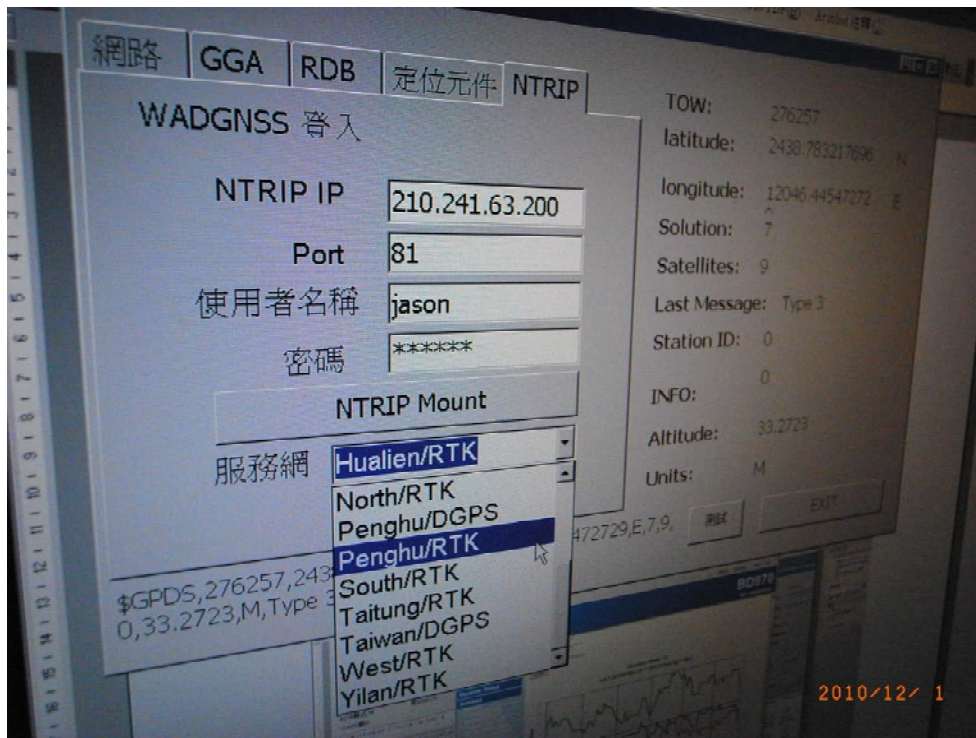 網路 GGA RDB 定位元件 NTRIP
WADGNSS 登入
NTRIP IP 210.241.63.200
Port 81
使用者名稱 jason
密碼 ******
NTRIP Mount
服務網 Hualien/RTK
North/RTK
Penghu/DGPS
Penghu/RTK
South/RTK
Taitung/RTK
Taiwan/DGPS
West/RTK
Yilan/RTK
TOW: 276257
latitude: 2438.783217696 N
longitude: 12046.44547272 E
Solution: 7
Satellites: 9
Last Message: Type 3
Station ID: 0
INFO: 0
Altitude: 33.2723
Units: M
測試 EXIT
$GPDS,276257,243
472729,E,7,9,
0,33.2723,M,Type 3
BD970
2010/12/ 1